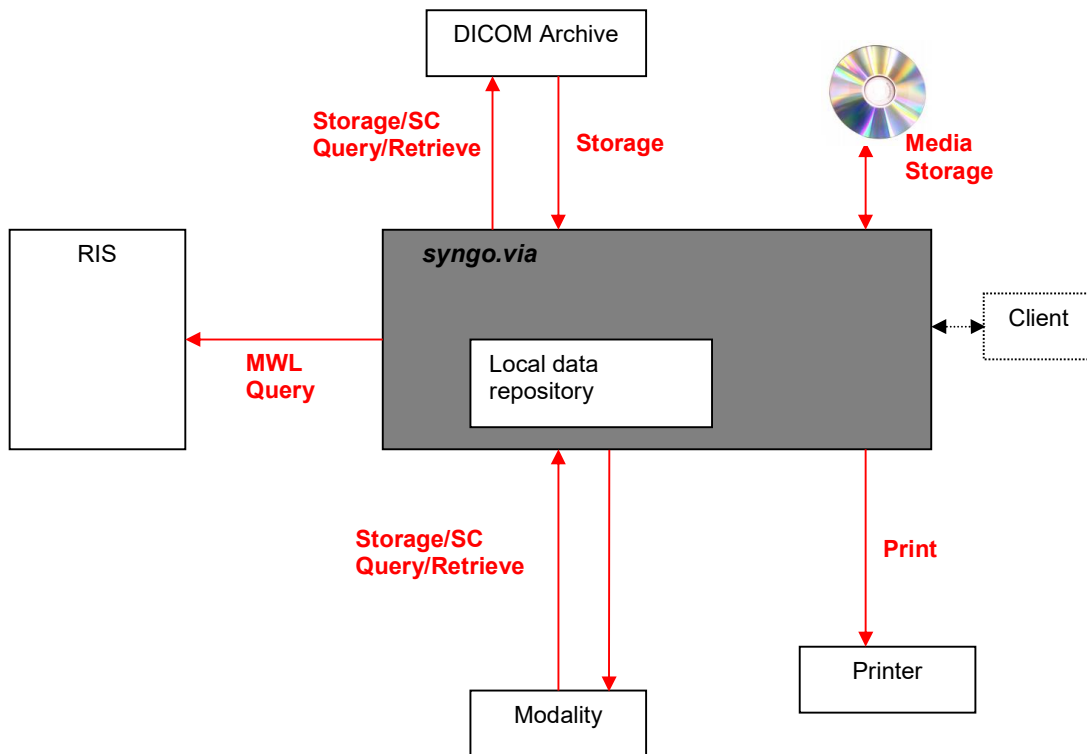 DICOM Archive
Storage/SC
Query/Retrieve
Storage
Media
Storage
RIS
syngo.via
Client
MWL
Query
Local data
repository
Storage/SC
Query/Retrieve
Print
Printer
Modality